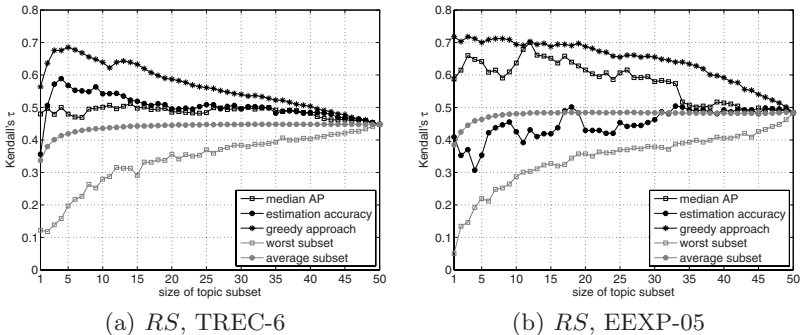 0.8
0.7
0.6
0.5
0.4
0.3
0.2
0.1
0
Kendall's τ
median AP
estimation accuracy
greedy approach
worst subset
average subset
1 5 10 15 20 25 30 35 40 45 50
size of topic subset
(a) RS, TREC-6
0.8
0.7
0.6
0.5
0.4
0.3
0.2
0.1
0
Kendall's τ
median AP
estimation accuracy
greedy approach
worst subset
average subset
1 5 10 15 20 25 30 35 40 45 50
size of topic subset
(b) RS, EEXP-05